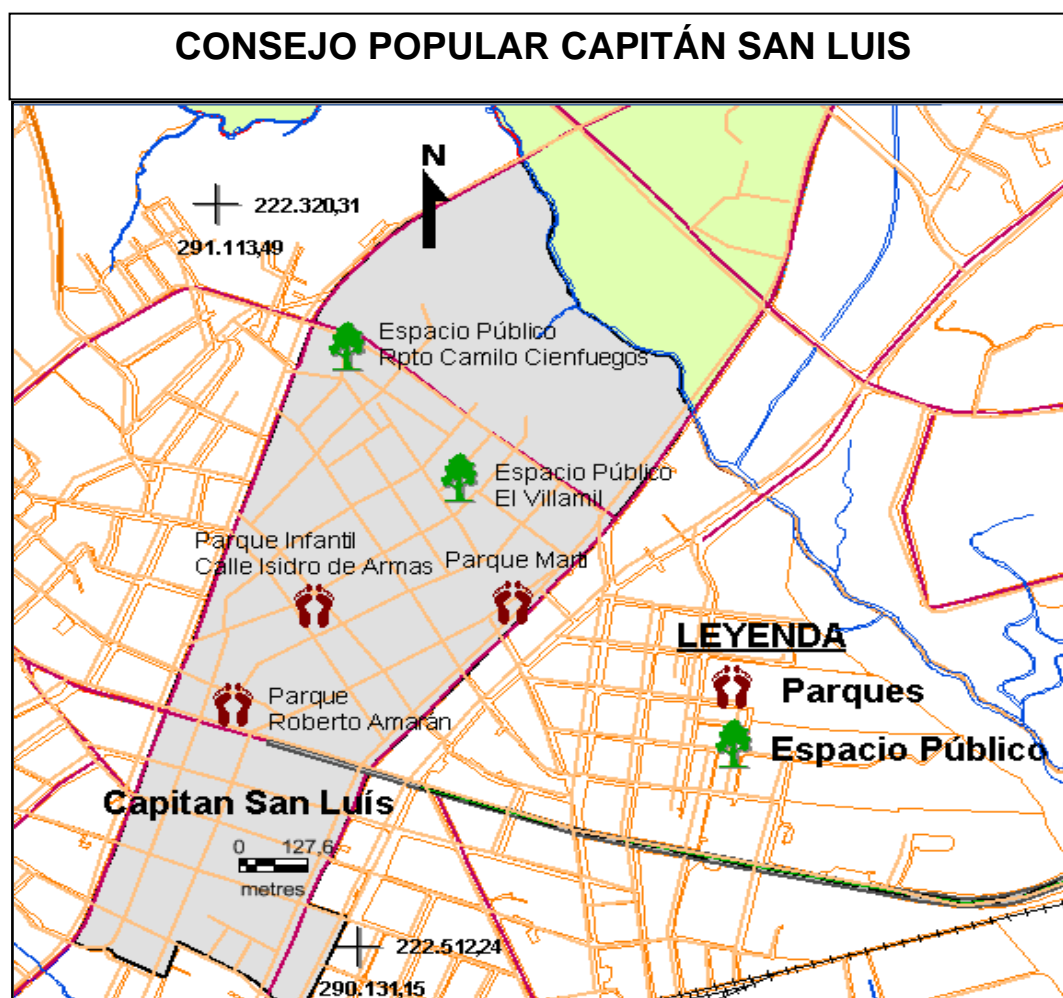 CONSEJO POPULAR CAPITÁN SAN LUIS
N
222.320,31
291.113,49
Espacio Público
Rpto Camilo Cienfuegos
Espacio Público
El Villamil
Parque Infantil
Calle Isidro de Armas
Parque Marti
LEYENDA
Parques
Espacio Público
Parque
Roberto Amarán
Capitan San Luís
0 127,6
metres
222.512,24
290.131,15